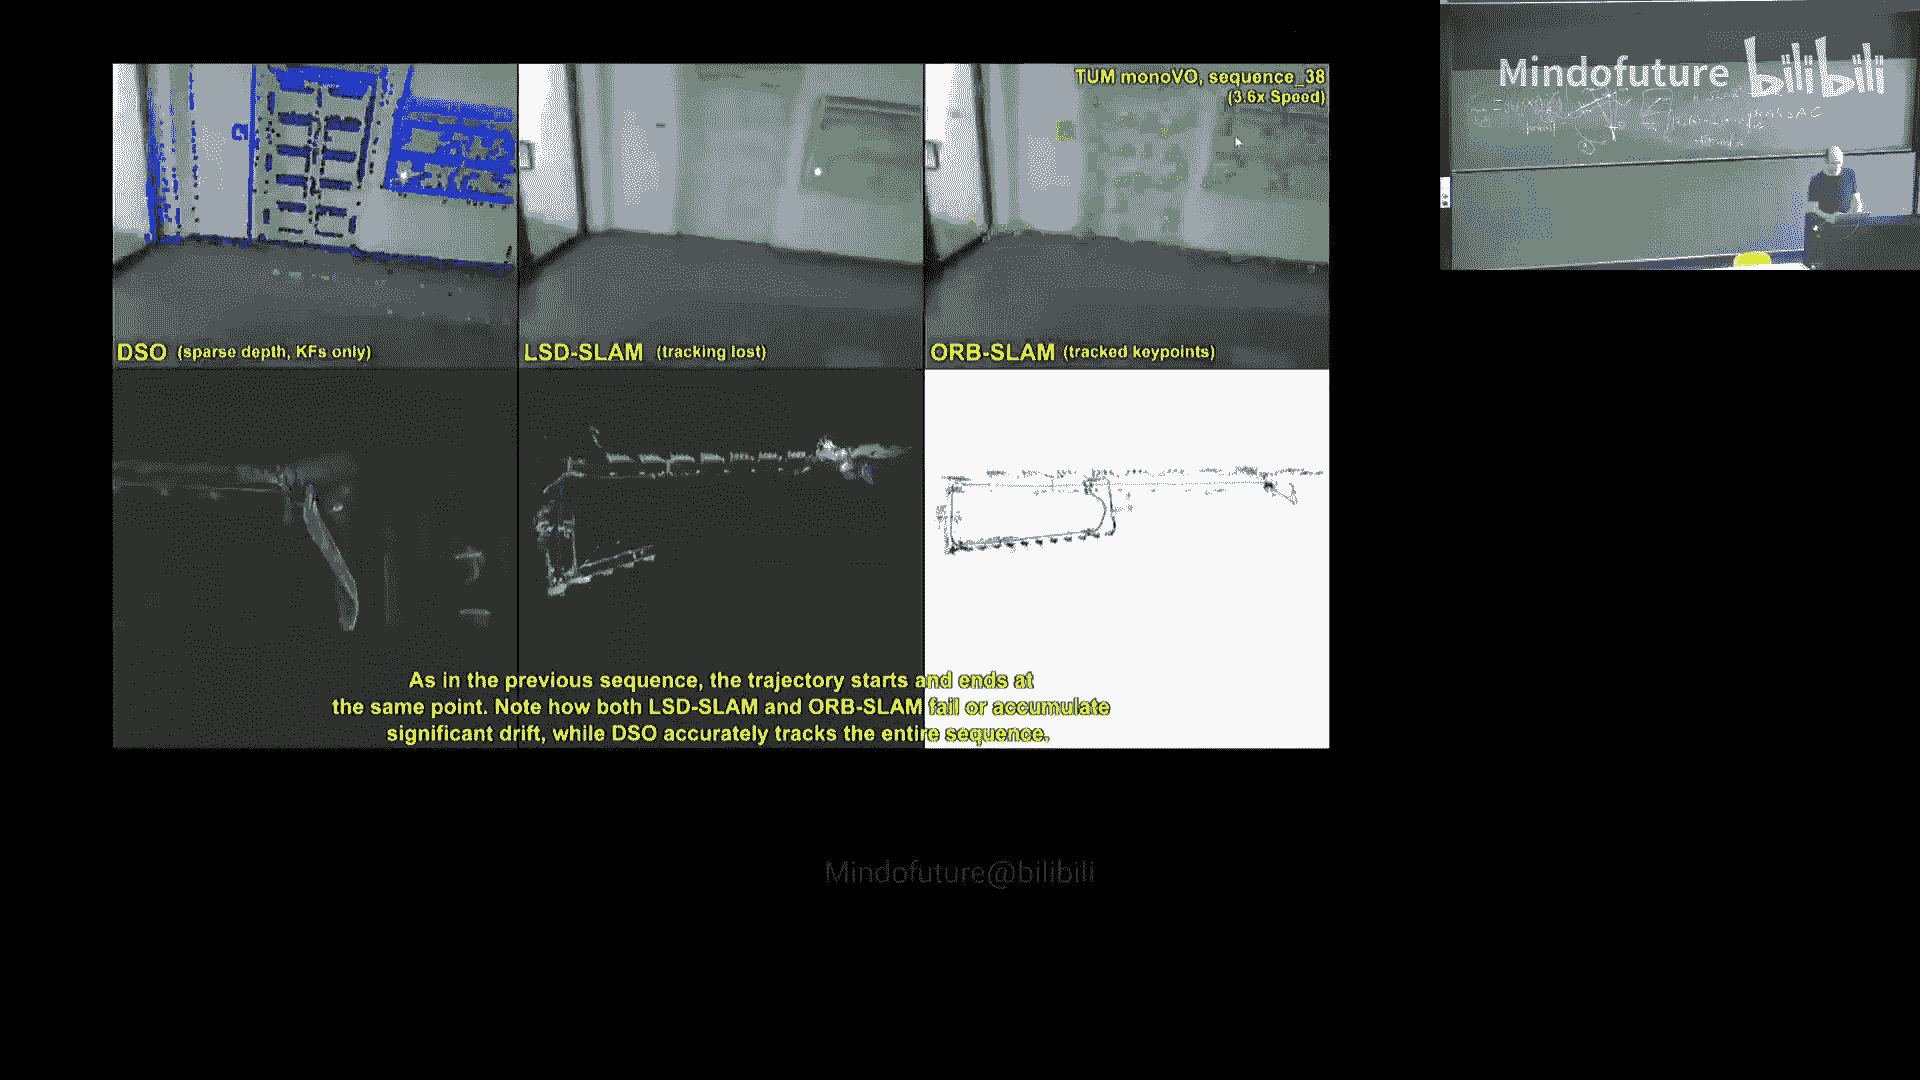 TUM monoVO, sequence_38
(3.6x Speed)
Mindofuture bilibili
DSO (sparse depth, KFs only)
LSD-SLAM (tracking lost)
ORB-SLAM (tracked keypoints)
As in the previous sequence, the trajectory starts and ends at
the same point. Note how both LSD-SLAM and ORB-SLAM fail or accumulate
significant drift, while DSO accurately tracks the entire sequence.
Mindofuture@bilibili